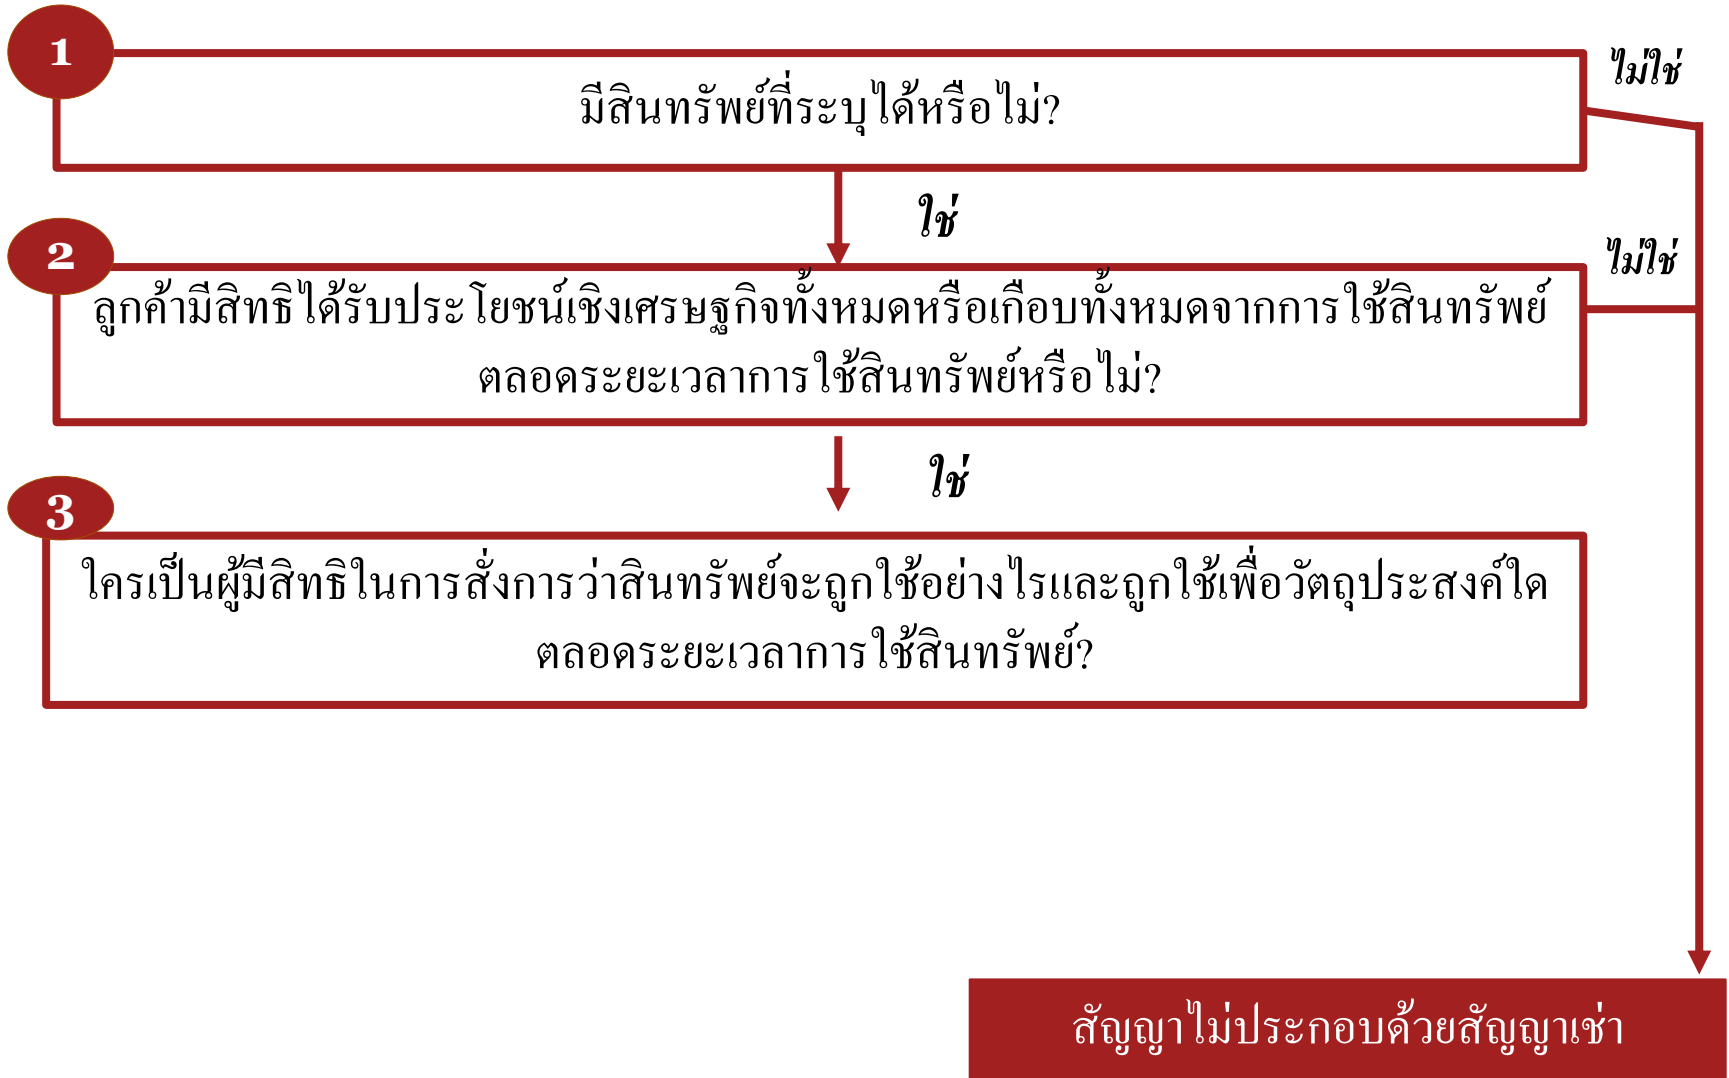 1
มีสินทรัพย์ที่ระบุได้หรือไม่?
ไม่ใช่
ใช่
2
ลูกค้ามีสิทธิได้รับประโยชน์เชิงเศรษฐกิจทั้งหมดหรือเกือบทั้งหมดจากการใช้สินทรัพย์
ตลอดระยะเวลาการใช้สินทรัพย์หรือไม่?
ไม่ใช่
ใช่
3
ใครเป็นผู้มีสิทธิในการสั่งการว่าสินทรัพย์จะถูกใช้อย่างไรและถูกใช้เพื่อวัตถุประสงค์ใด
ตลอดระยะเวลาการใช้สินทรัพย์?
สัญญาไม่ประกอบด้วยสัญญาเช่า